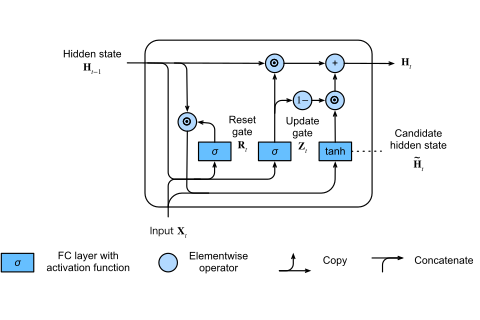 Hidden state
H_{t−1}
H_t
+
1−
Reset
gate
R_t
Update
gate
Z_t
σ
σ
tanh
Candidate
hidden state
H̃_t
Input X_t
σ
FC layer with
activation function
Elementwise
operator
Copy
Concatenate